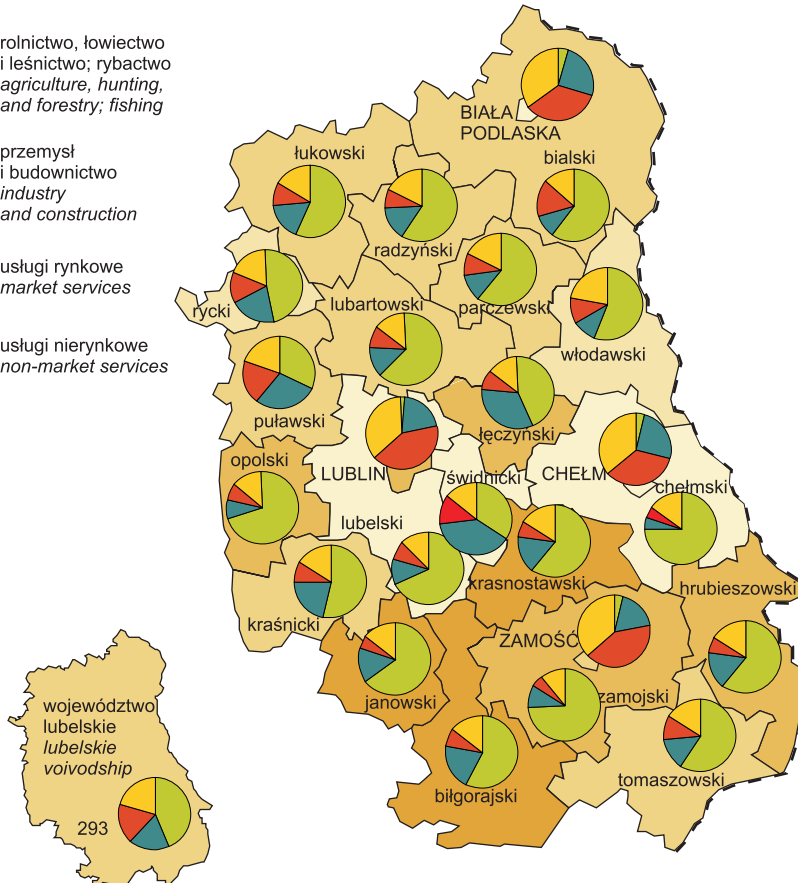 rolnictwo, łowiectwo
i leśnictwo; rybactwo
agriculture, hunting,
and forestry; fishing
przemysł
i budownictwo
industry
and construction
usługi rynkowe
market services
usługi nierynkowe
non-market services
BIAŁA
PODLASKA
łukowski
bialski
radzyński
rycki
lubartowski
parczewski
włodawski
puławski
łęczyński
opolski
LUBLIN
świdnicki
CHEŁM
chełmski
lubelski
krasnostawski
hrubieszowski
kraśnicki
ZAMOŚĆ
janowski
zamojski
tomaszowski
biłgorajski
województwo
lubelskie
lubelskie
voivodship
293